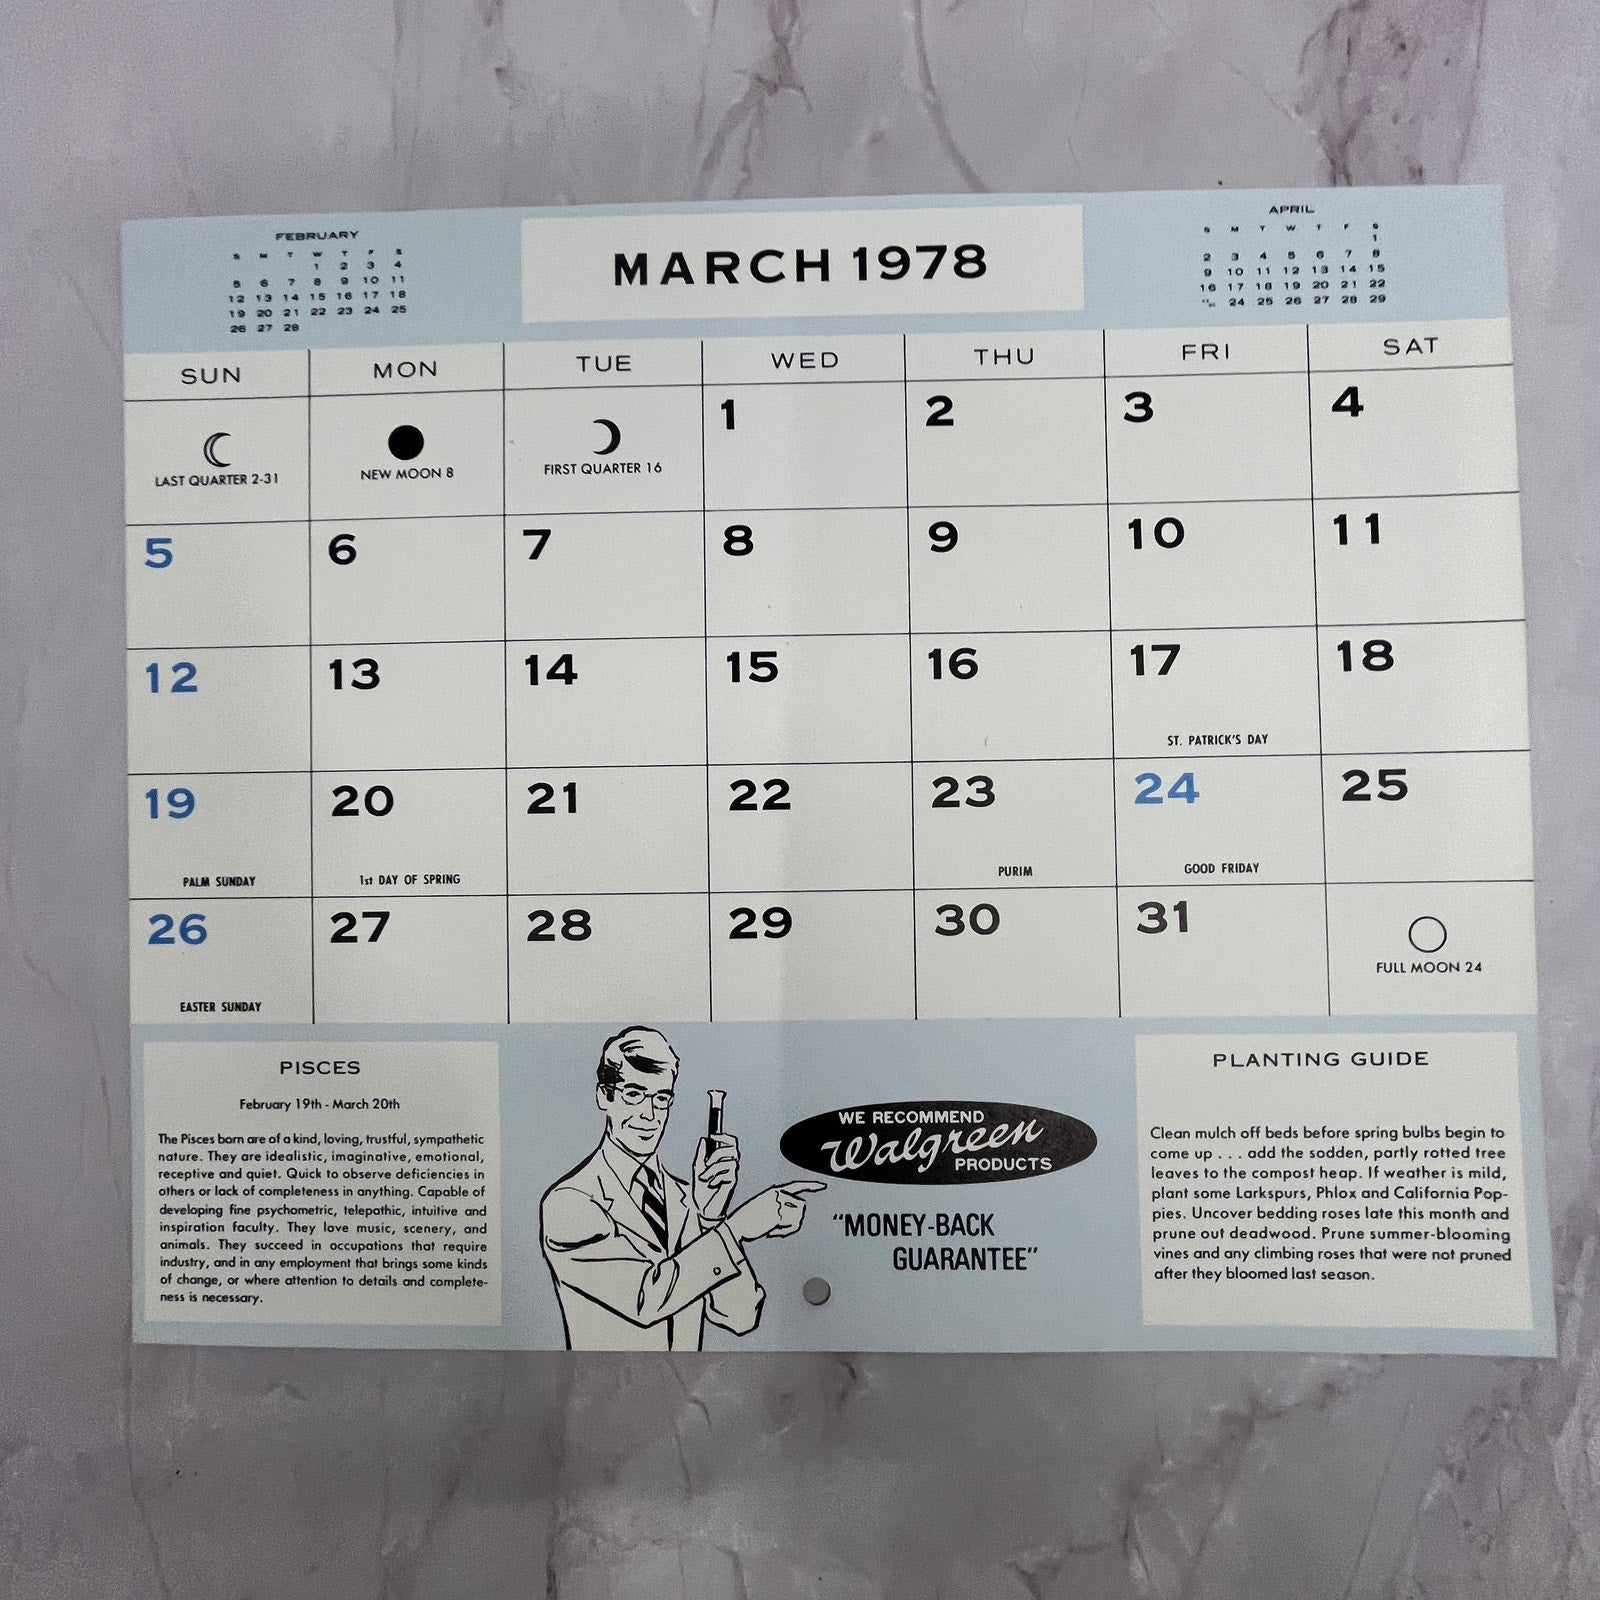 FEBRUARY
S M T W T F S
1 2 3 4
5 6 7 8 9 10 11
12 13 14 15 16 17 18
19 20 21 22 23 24 25
26 27 28
MARCH 1978
APRIL
S M T W T F S
1
2 3 4 5 6 7 8
9 10 11 12 13 14 15
16 17 18 19 20 21 22
24 25 26 27 28 29
SUN MON TUE WED THU FRI SAT
1 2 3 4
LAST QUARTER 2-31 NEW MOON 8 FIRST QUARTER 16
5 6 7 8 9 10 11
12 13 14 15 16 17 18
ST. PATRICK'S DAY
19 20 21 22 23 24 25
PALM SUNDAY 1st DAY OF SPRING PURIM GOOD FRIDAY
26 27 28 29 30 31
EASTER SUNDAY FULL MOON 24
PISCES
February 19th - March 20th
The Pisces born are of a kind, loving, trustful, sympathetic
nature. They are idealistic, imaginative, emotional,
receptive and quiet. Quick to observe deficiencies in
others or lack of completeness in anything. Capable of
developing fine psychometric, telepathic, intuitive and
inspiration faculty. They love music, scenery, and
animals. They succeed in occupations that require
industry, and in any employment that brings some kinds
of change, or where attention to details and complete-
ness is necessary.
WE RECOMMEND
Walgreen
PRODUCTS
"MONEY-BACK
GUARANTEE"
PLANTING GUIDE
Clean mulch off beds before spring bulbs begin to
come up . . . add the sodden, partly rotted tree
leaves to the compost heap. If weather is mild,
plant some Larkspurs, Phlox and California Pop-
pies. Uncover bedding roses late this month and
prune out deadwood. Prune summer-blooming
vines and any climbing roses that were not pruned
after they bloomed last season.